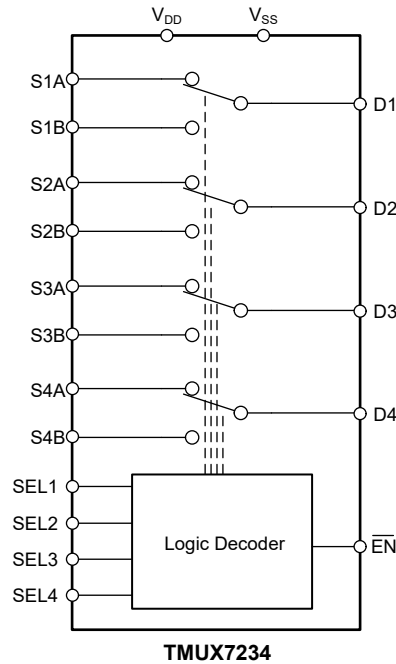 VDD VSS
S1A
D1
S1B
S2A
D2
S2B
S3A
D3
S3B
S4A
D4
S4B
SEL1
SEL2
Logic Decoder
EN
SEL3
SEL4
TMUX7234